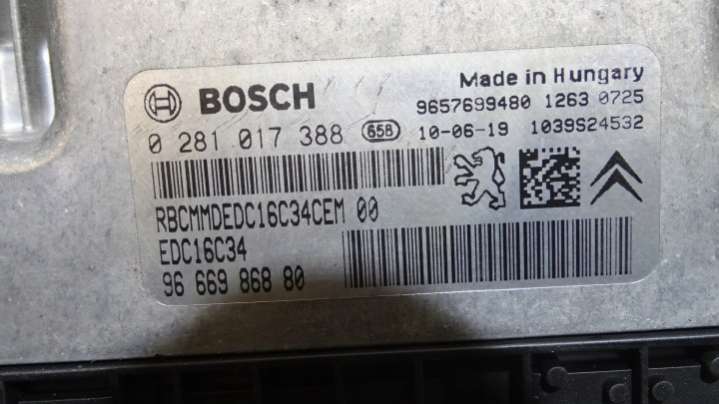 BOSCH
Made in Hungary
9657699480 1263 0725
0 281 017 388 658 10-06-19 1039S24532
RBCMMDEDC16C34CEM 00
EDC16C34
96 669 868 80